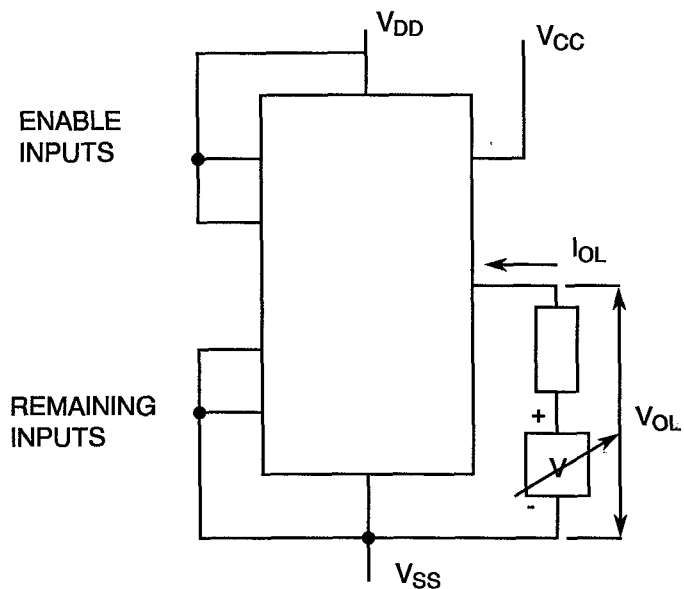 VDD
VCC
ENABLE
INPUTS
IOL
REMAINING
INPUTS
+
V
-
VOL
VSS